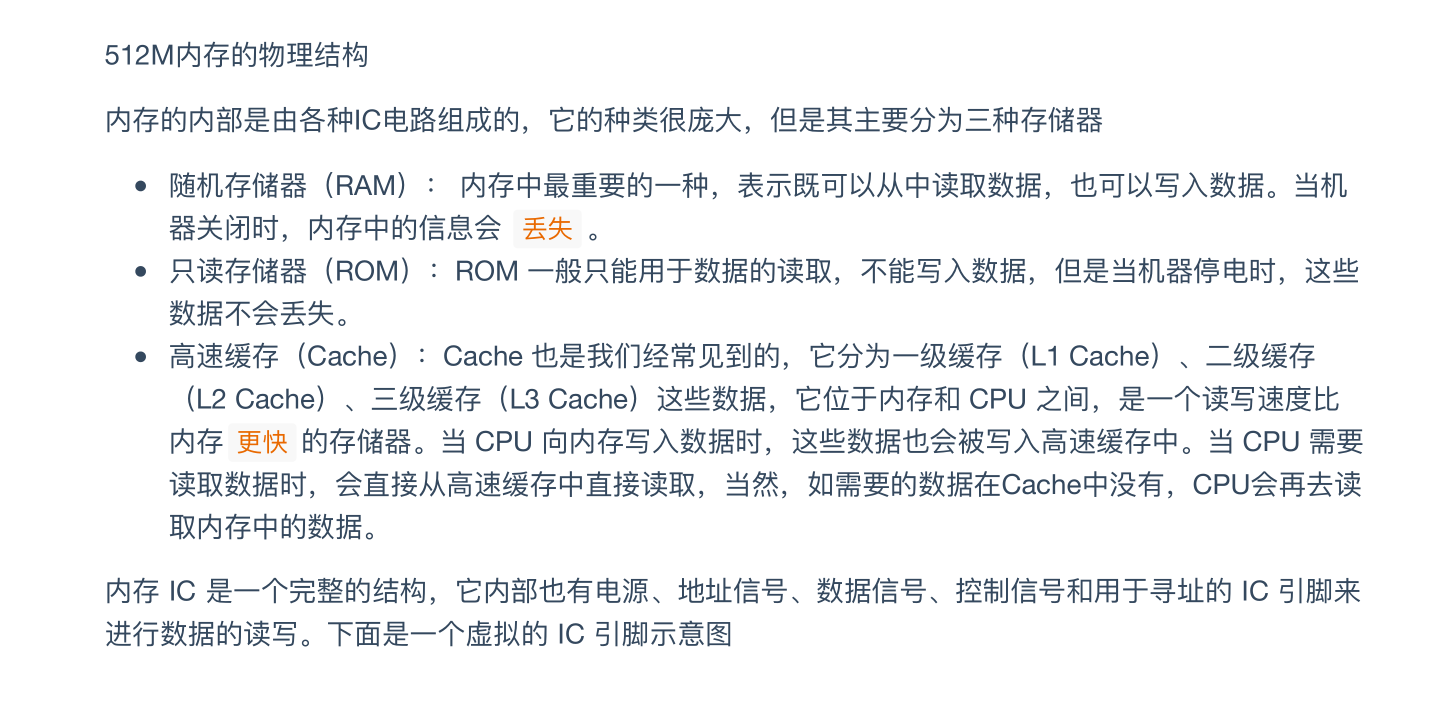 512M内存的物理结构
内存的内部是由各种IC电路组成的，它的种类很庞大，但是其主要分为三种存储器
随机存储器（RAM）： 内存中最重要的一种，表示既可以从中读取数据，也可以写入数据。当机
器关闭时，内存中的信息会 丢失 。
只读存储器（ROM）：ROM 一般只能用于数据的读取，不能写入数据，但是当机器停电时，这些
数据不会丢失。
高速缓存（Cache）：Cache 也是我们经常见到的，它分为一级缓存（L1 Cache）、二级缓存
（L2 Cache）、三级缓存（L3 Cache）这些数据，它位于内存和 CPU 之间，是一个读写速度比
内存 更快 的存储器。当 CPU 向内存写入数据时，这些数据也会被写入高速缓存中。当 CPU 需要
读取数据时，会直接从高速缓存中直接读取，当然，如需要的数据在Cache中没有，CPU会再去读
取内存中的数据。
内存 IC 是一个完整的结构，它内部也有电源、地址信号、数据信号、控制信号和用于寻址的 IC 引脚来
进行数据的读写。下面是一个虚拟的 IC 引脚示意图